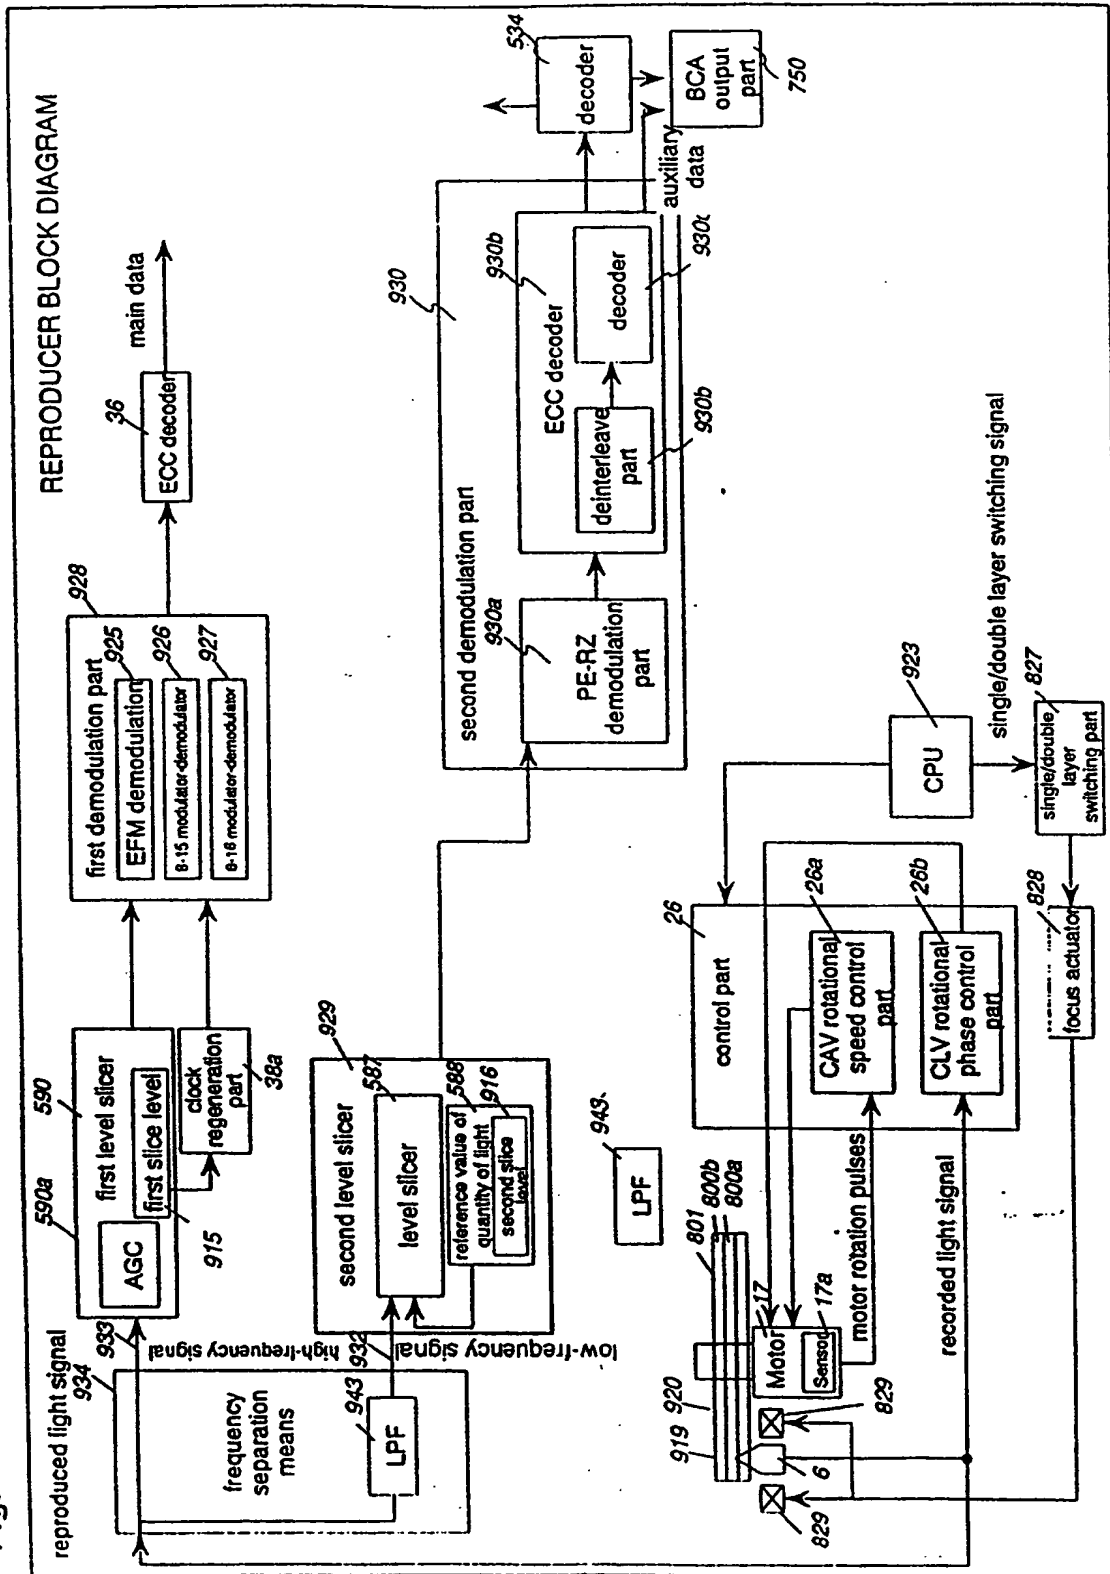 REPRODUCER BLOCK DIAGRAM
reproduced light signal
934
933
high-frequency signal
frequency
separation
means
943
LPF
932
low-frequency signal
590a
590
first level slicer
AGC
first slice level
915
clock
regeneration
part
38a
first demodulation part
928
EFM demodulation
925
8-15 modulator-demodulator
926
8-16 modulator-demodulator
927
36
ECC decoder
main data
second level slicer
929
level slicer
587
reference value of
quantity of light
588
second slice
level
916
second demodulation part
930
930a
PE-RZ
demodulation
part
ECC decoder
930b
deinterleave
part
930b
decoder
930c
auxiliary
data
decoder
534
BCA
output
part
750
943
LPF
919
920
801
800b
800a
Motor
17
Sensor
17a
829
6
829
motor rotation pulses
recorded light signal
control part
26
CAV rotational
speed control
part
26a
CLV rotational
phase control
part
26b
CPU
923
single/double layer switching signal
single/double
layer
switching part
827
focus actuator
828